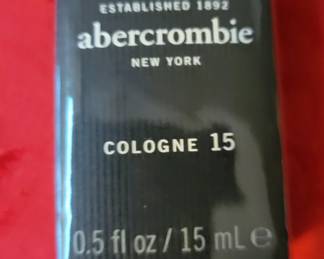 ESTABLISHED 1892
abercrombie
NEW YORK
COLOGNE 15
0.5 fl oz / 15 mL ℮